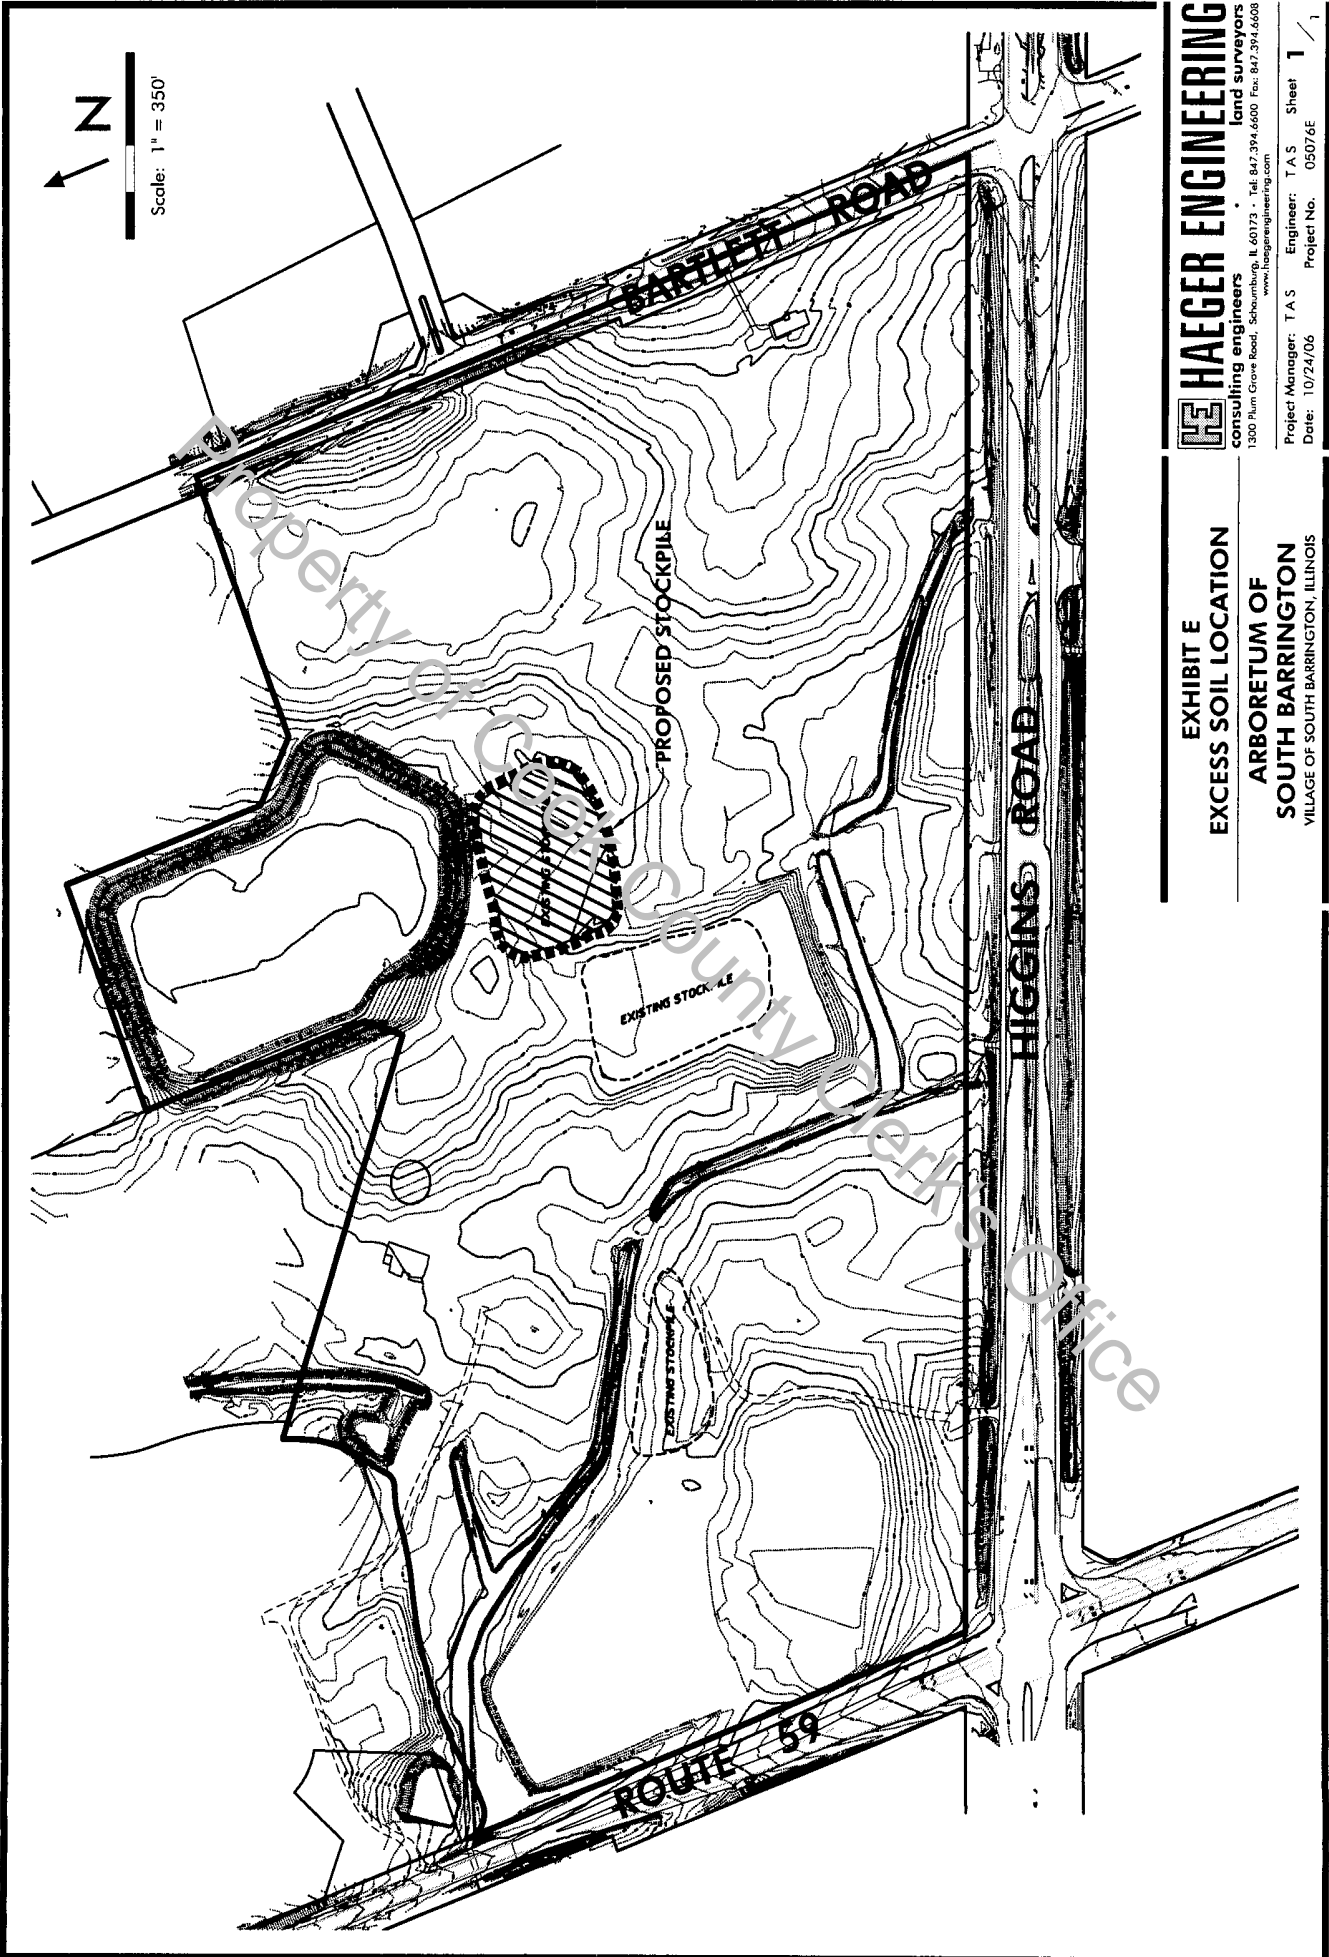 N
Scale: 1" = 350'
BARTLETT ROAD
PROPOSED STOCKPILE
EXISTING
EXISTING
EXISTING STOCKPILE
HIGGINS ROAD
ROUTE 59
Property of Cook County Clerk's Office
EXHIBIT E
EXCESS SOIL LOCATION
ARBORETUM OF
SOUTH BARRINGTON
VILLAGE OF SOUTH BARRINGTON, ILLINOIS
HE HAEGER ENGINEERING
consulting engineers • land surveyors
1300 Plum Grove Road, Schaumburg, IL 60173 - Tel: 847.394.6600 Fax: 847.394.6608
www.haegerengineering.com
Project Manager: T A S Engineer: T A S Sheet 1 / 1
Date: 10/24/06 Project No. 05076E